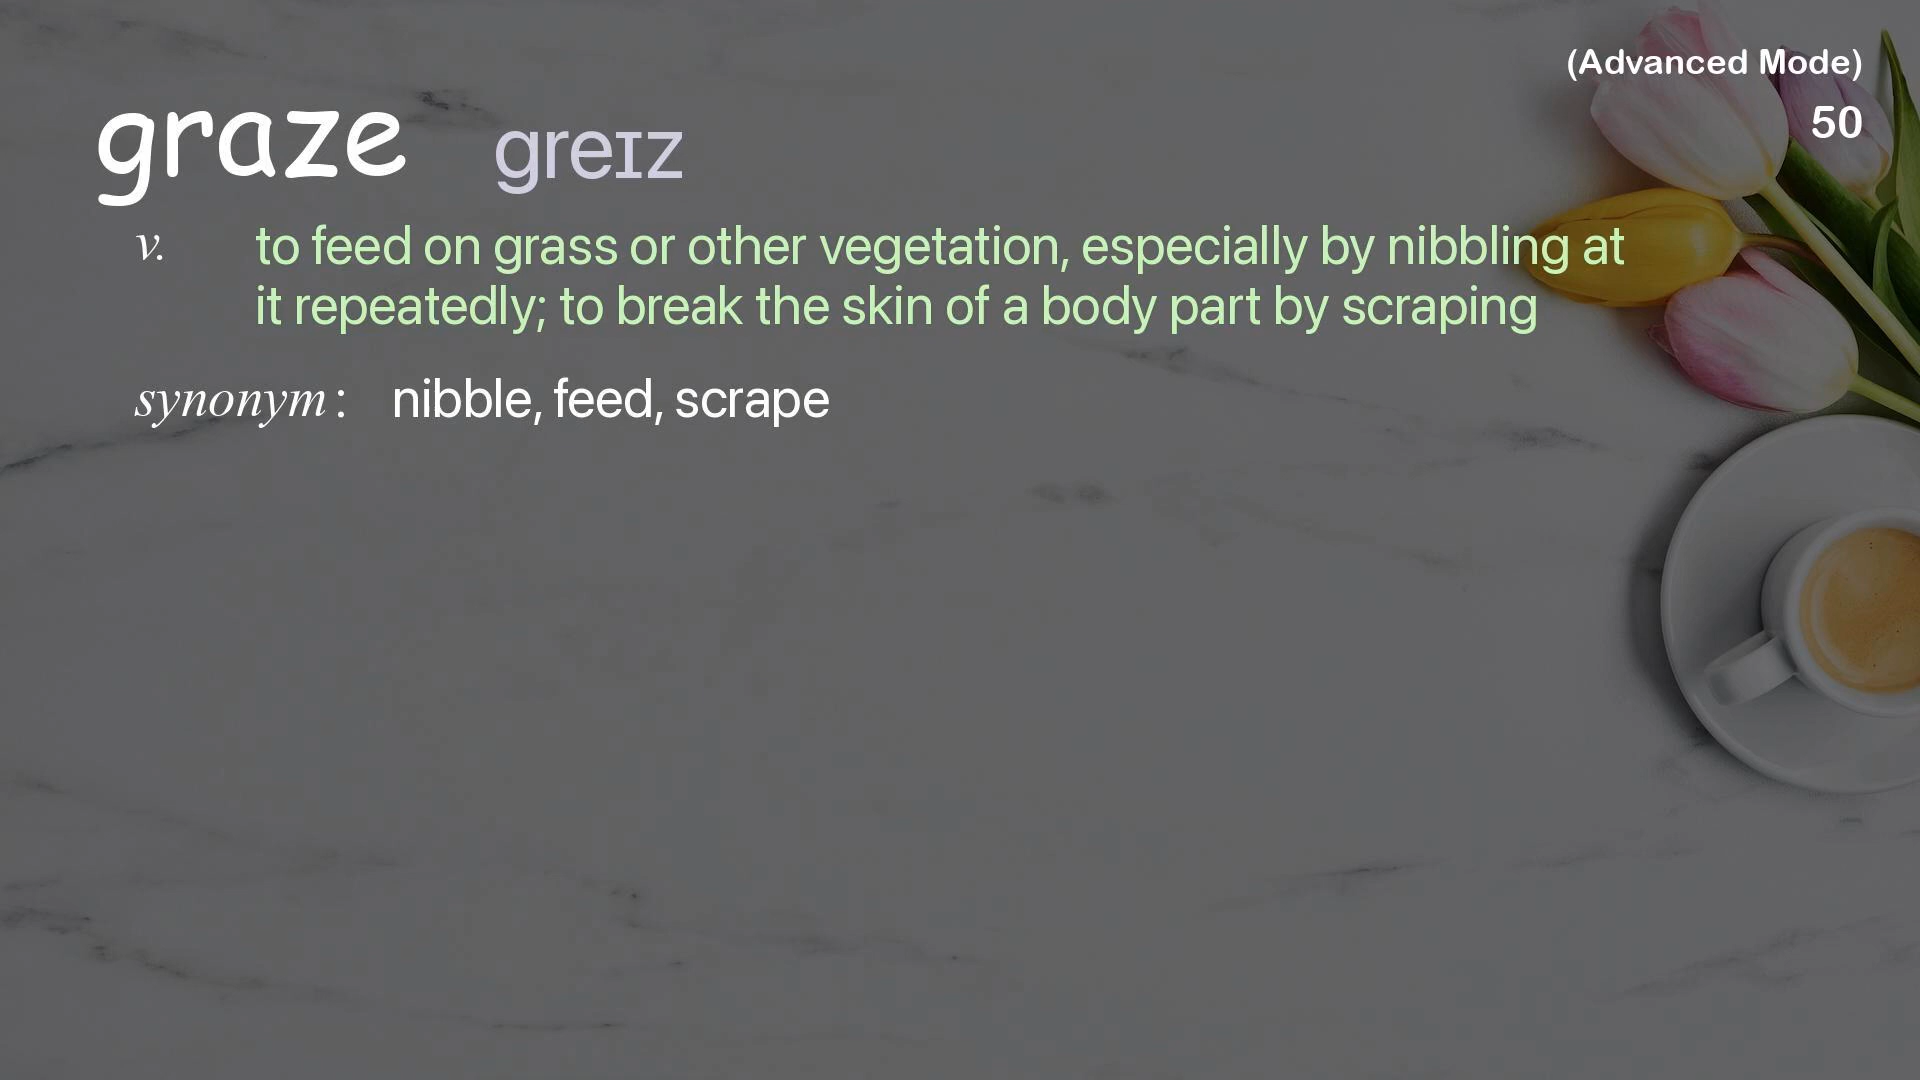 (Advanced Mode)
50
graze greɪz
v. to feed on grass or other vegetation, especially by nibbling at
it repeatedly; to break the skin of a body part by scraping
synonym: nibble, feed, scrape